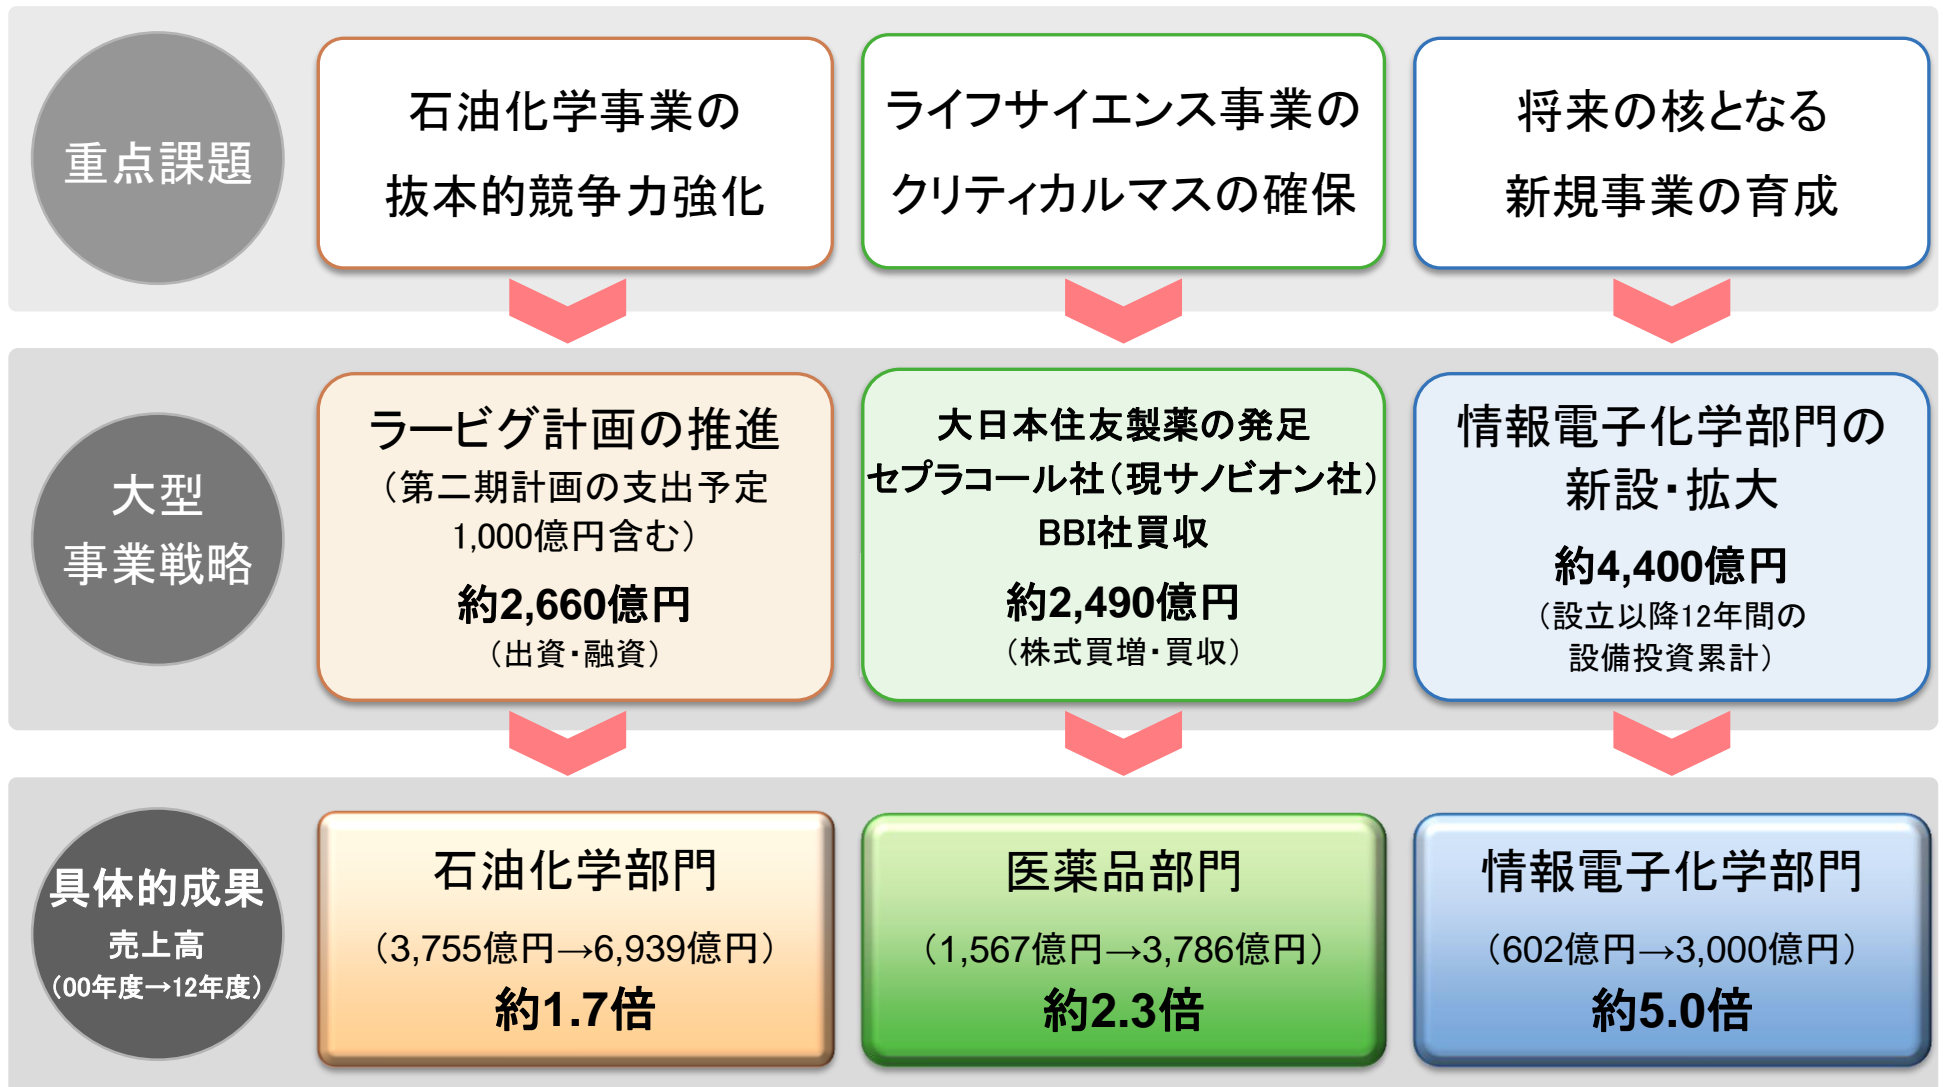 重点課題
石油化学事業の
抜本的競争力強化
ライフサイエンス事業の
クリティカルマスの確保
将来の核となる
新規事業の育成
大型
事業戦略
ラービグ計画の推進
（第二期計画の支出予定
1,000億円含む）
約2,660億円
（出資・融資）
大日本住友製薬の発足
セプラコール社（現サノビオン社）
BBI社買収
約2,490億円
（株式買増・買収）
情報電子化学部門の
新設・拡大
約4,400億円
（設立以降12年間の
設備投資累計）
具体的成果
売上高
（00年度→12年度）
石油化学部門
（3,755億円→6,939億円）
約1.7倍
医薬品部門
（1,567億円→3,786億円）
約2.3倍
情報電子化学部門
（602億円→3,000億円）
約5.0倍